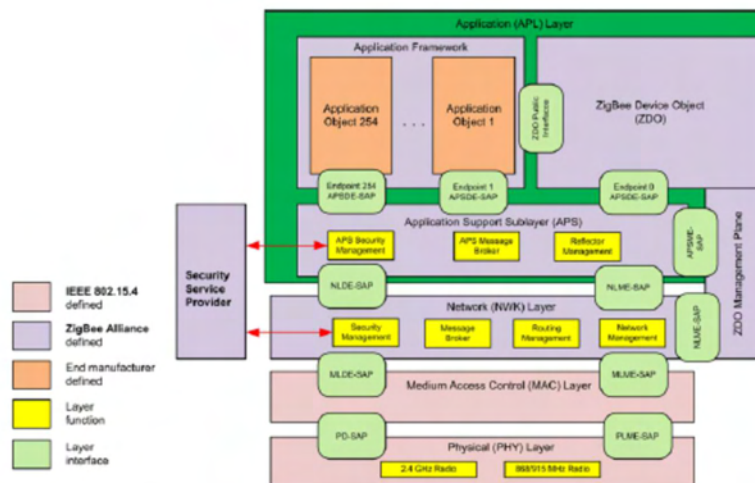 Application (APL) Layer
Application Framework
Application
Object 254
. . .
Application
Object 1
ZDO Public
Interfaces
ZigBee Device Object
(ZDO)
Endpoint 254
APSDE-SAP
Endpoint 1
APSDE-SAP
Endpoint 0
APSDE-SAP
Application Support Sublayer (APS)
APS Security
Management
APS Message
Broker
Reflector
Management
APSME-
SAP
ZDO Management Plane
Security
Service
Provider
NLDE-SAP
NLME-SAP
Network (NWK) Layer
Security
Management
Message
Broker
Routing
Management
Network
Management
NLME-SAP
MLDE-SAP
MLME-SAP
Medium Access Control (MAC) Layer
PD-SAP
PLME-SAP
Physical (PHY) Layer
2.4 GHz Radio
868/915 MHz Radio
IEEE 802.15.4
defined
ZigBee Alliance
defined
End manufacturer
defined
Layer
function
Layer
interface